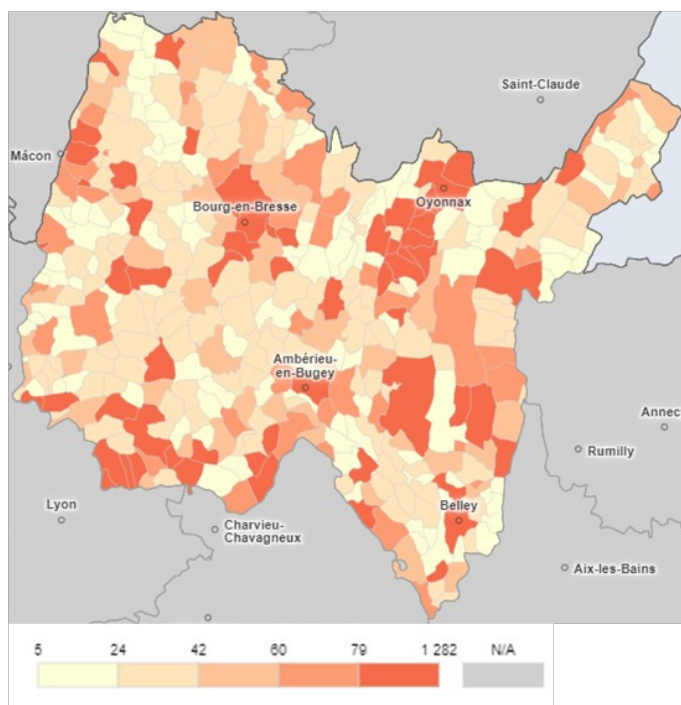 Saint-Claude
Mâcon
Oyonnax
Bourg-en-Bresse
Ambérieu-
en-Bugey
Annec
Rumilly
Lyon
Belley
Charvieu-
Chavagneux
Aix-les-Bains
5 24 42 60 79 1 282 N/A